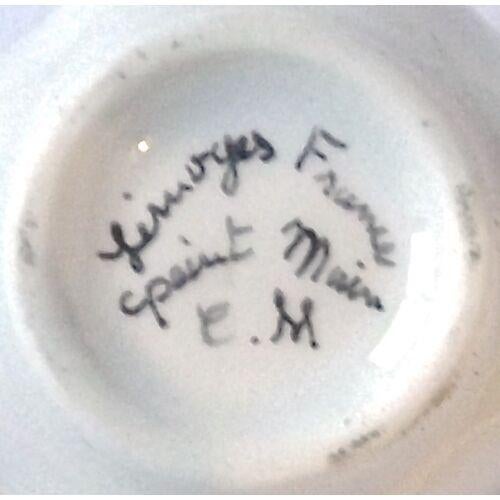 Limoges France
peint Main
C.M